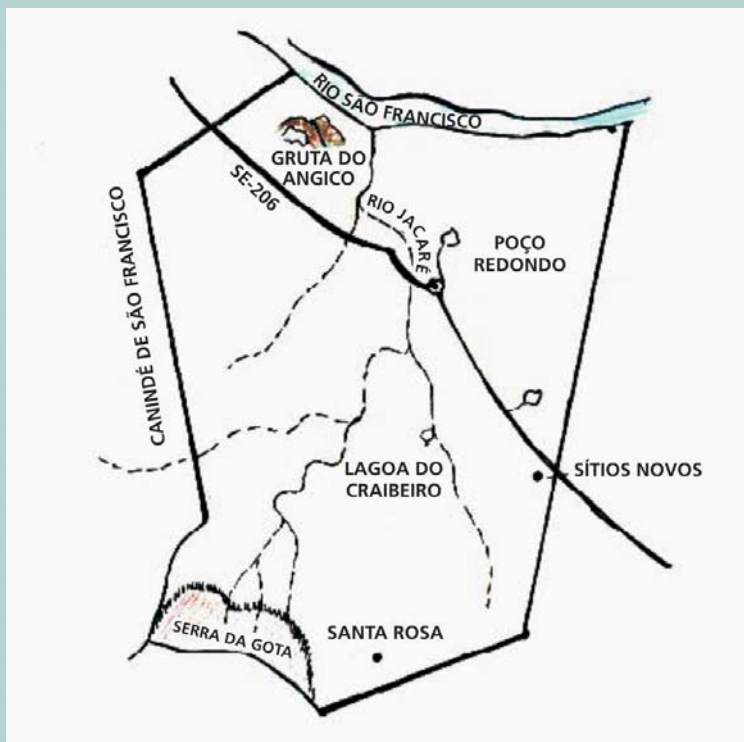 RIO SÃO FRANCISCO
GRUTA DO
ANGICO
SE-206
RIO JACARÉ
POÇO
REDONDO
CANINDÉ DE SÃO FRANCISCO
LAGOA DO
CRAIBEIRO
SÍTIOS NOVOS
SERRA DA GOTA
SANTA ROSA